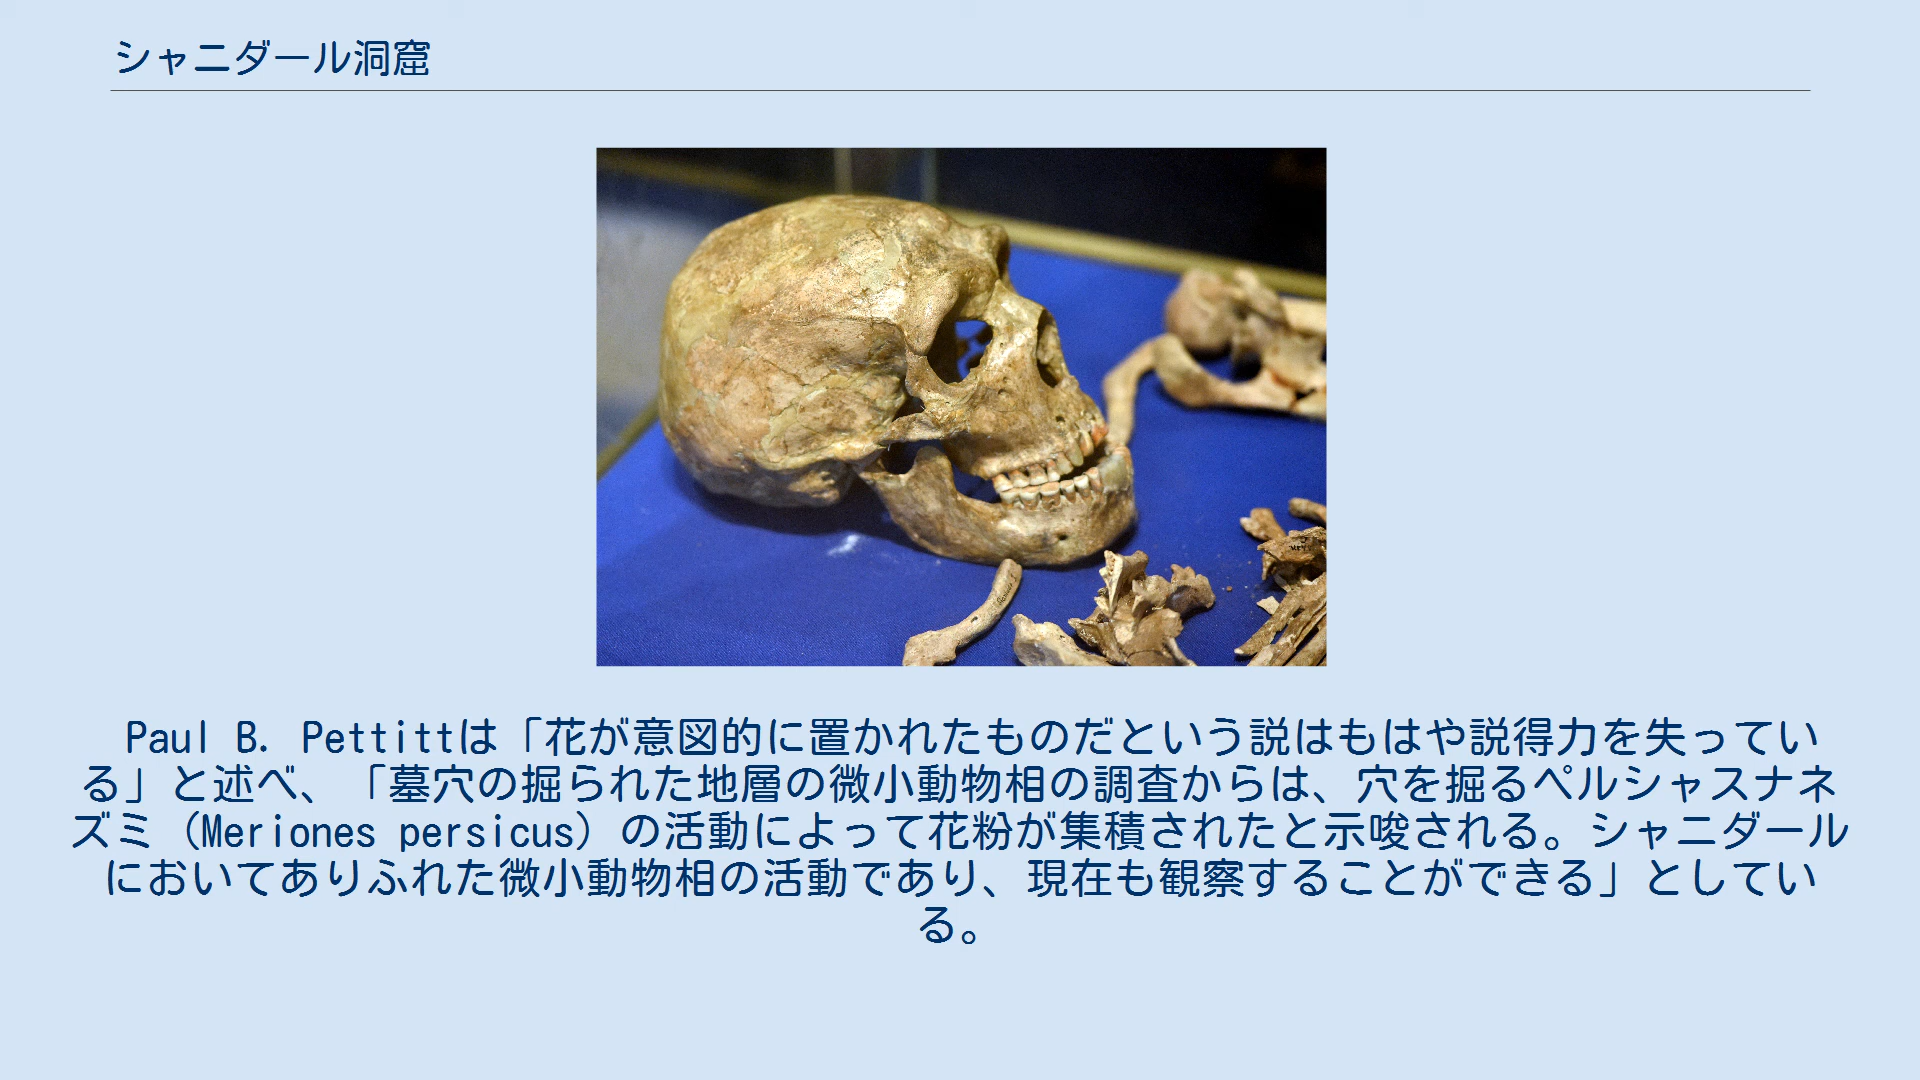 シャニダール洞窟
Paul B. Pettittは「花が意図的に置かれたものだという説はもはや説得力を失ってい
る」と述べ、「墓穴の掘られた地層の微小動物相の調査からは、穴を掘るペルシャスナネ
ズミ（Meriones persicus）の活動によって花粉が集積されたと示唆される。シャニダール
においてありふれた微小動物相の活動であり、現在も観察することができる」としてい
る。